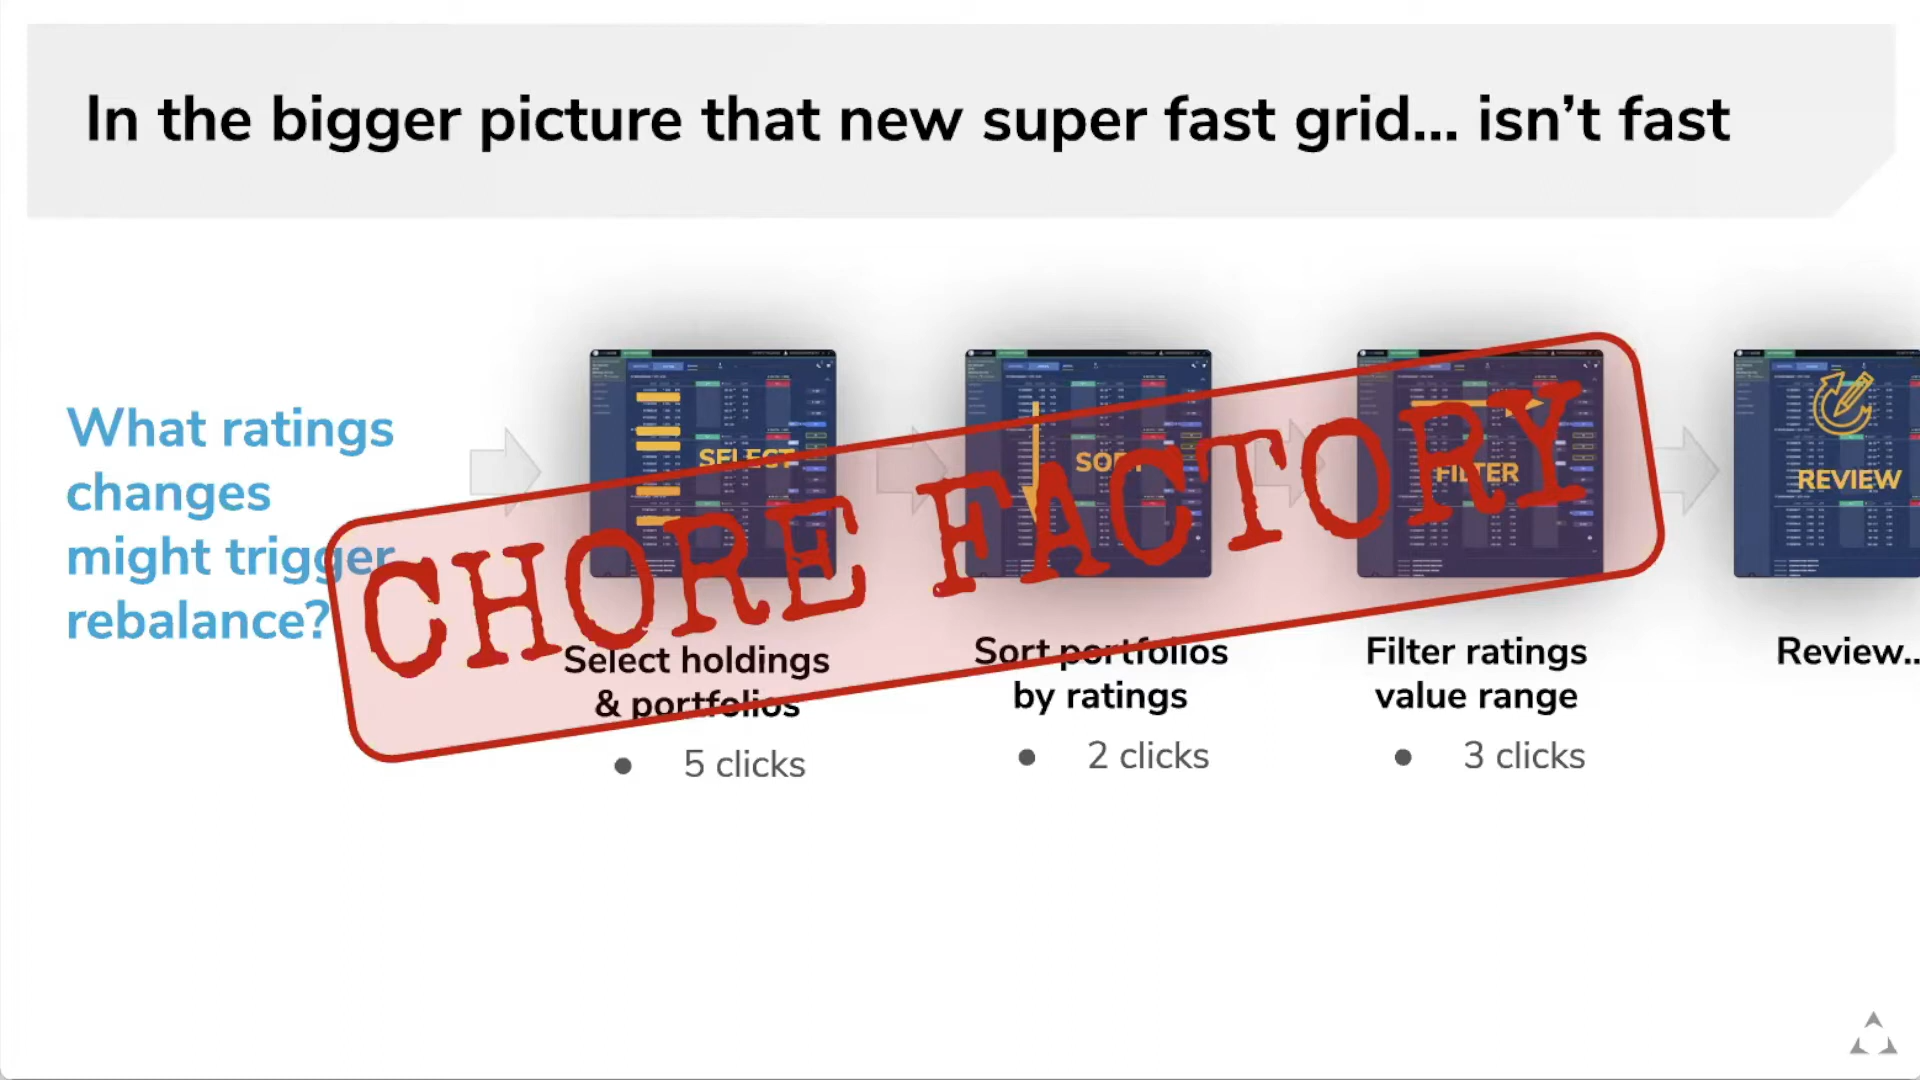 In the bigger picture that new super fast grid... isn’t fast
What ratings
changes
might trigger
rebalance?
SELECT
SORT
FILTER
REVIEW
CHORE FACTORY
Select holdings
& portfolios
● 5 clicks
Sort portfolios
by ratings
● 2 clicks
Filter ratings
value range
● 3 clicks
Review..